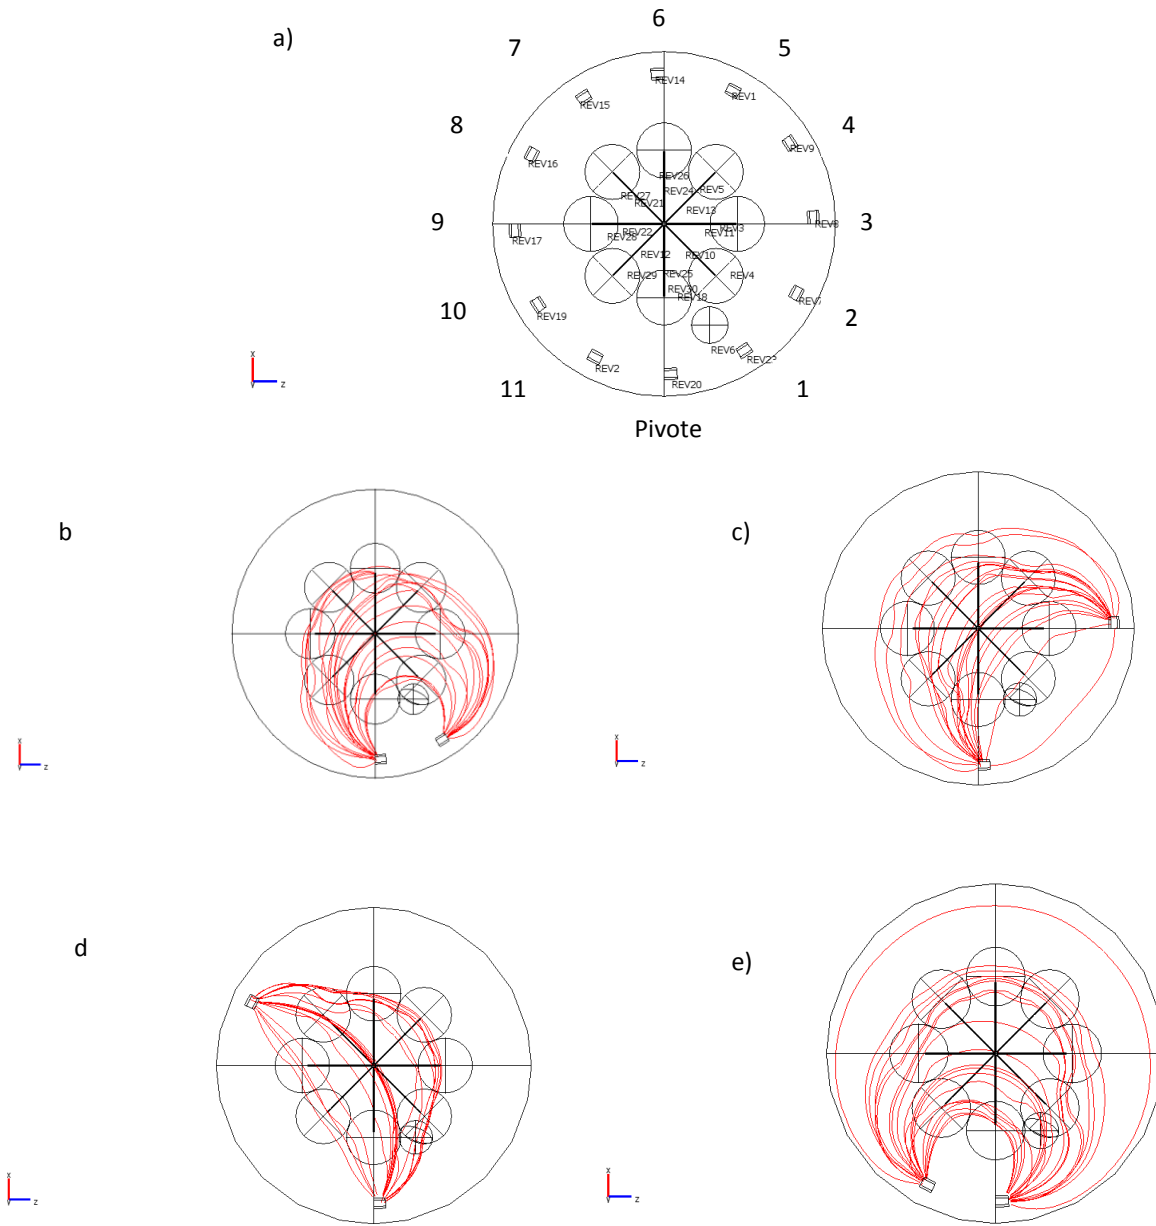 6
a)
7
5
REV14
REV1
REV15
8
4
REV9
REV16
REV26
REV24
REV5
REV27
REV21
REV13
9
REV8
3
REV17
REV28
REV22
REV11
REV3
REV12
REV10
REV29
REV25
REV4
REV30
REV18
REV7
10
2
REV19
REV6
REV2
REV20
x
y
z
11
1
Pivote
b
c)
x
y
z
x
y
z
d
e)
x
y
z
x
y
z